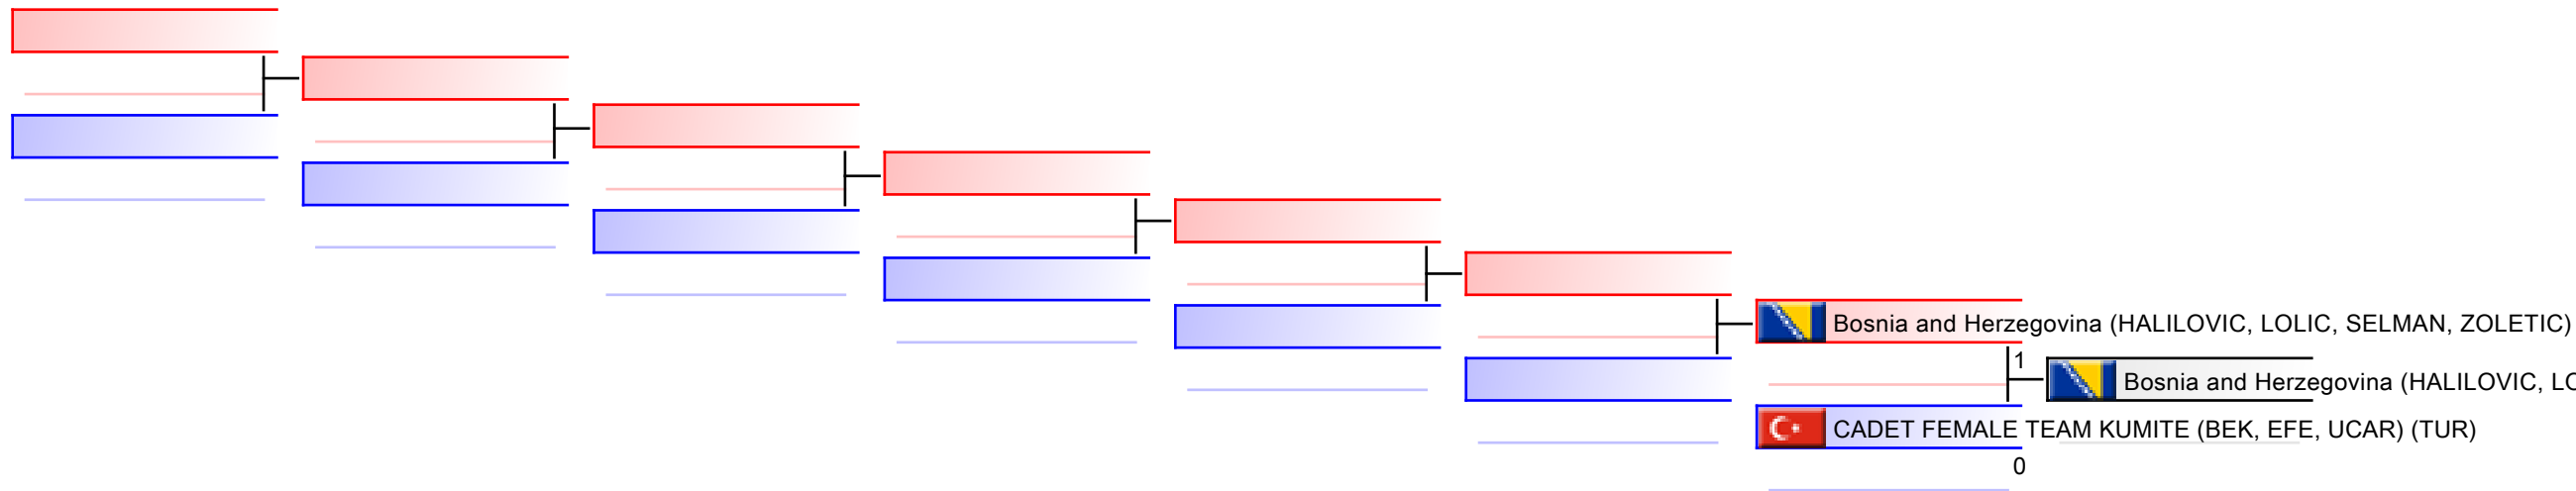 Bosnia and Herzegovina (HALILOVIC, LOLIC, SELMAN, ZOLETIC)
1
Bosnia and Herzegovina (HALILOVIC, LO
CADET FEMALE TEAM KUMITE (BEK, EFE, UCAR) (TUR)
0